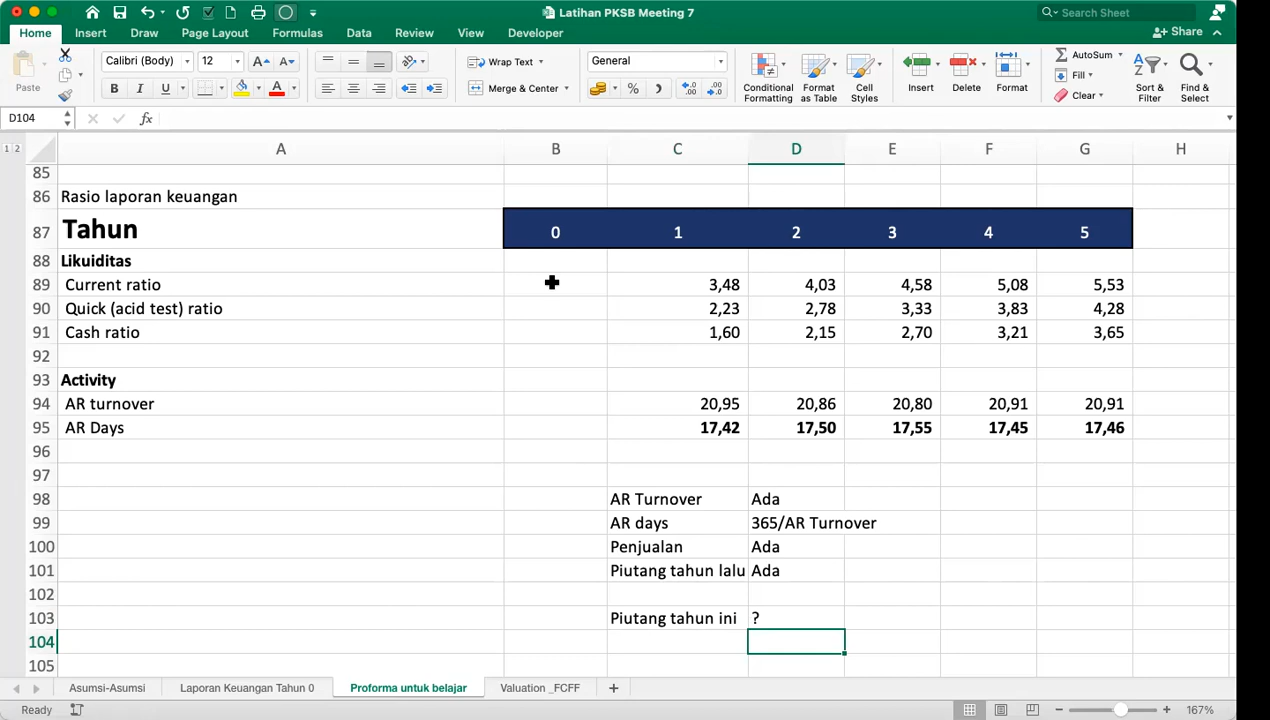 Latihan PKSB Meeting 7
Search Sheet
Home Insert Draw Page Layout Formulas Data Review View Developer Share
Paste
Calibri (Body) 12
B I U A
Wrap Text
Merge & Center
General
%
Conditional Formatting
Format as Table
Cell Styles
Insert
Delete
Format
AutoSum
Fill
Clear
Sort & Filter
Find & Select
D104 fx
1 2 A B C D E F G H
85
86 Rasio laporan keuangan
87 Tahun 0 1 2 3 4 5
88 Likuiditas
89 Current ratio 3,48 4,03 4,58 5,08 5,53
90 Quick (acid test) ratio 2,23 2,78 3,33 3,83 4,28
91 Cash ratio 1,60 2,15 2,70 3,21 3,65
92
93 Activity
94 AR turnover 20,95 20,86 20,80 20,91 20,91
95 AR Days 17,42 17,50 17,55 17,45 17,46
96
97
98 AR Turnover Ada
99 AR days 365/AR Turnover
100 Penjualan Ada
101 Piutang tahun lalu Ada
102
103 Piutang tahun ini ?
104
105
Asumsi-Asumsi Laporan Keuangan Tahun 0 Proforma untuk belajar Valuation _FCFF +
Ready 167%